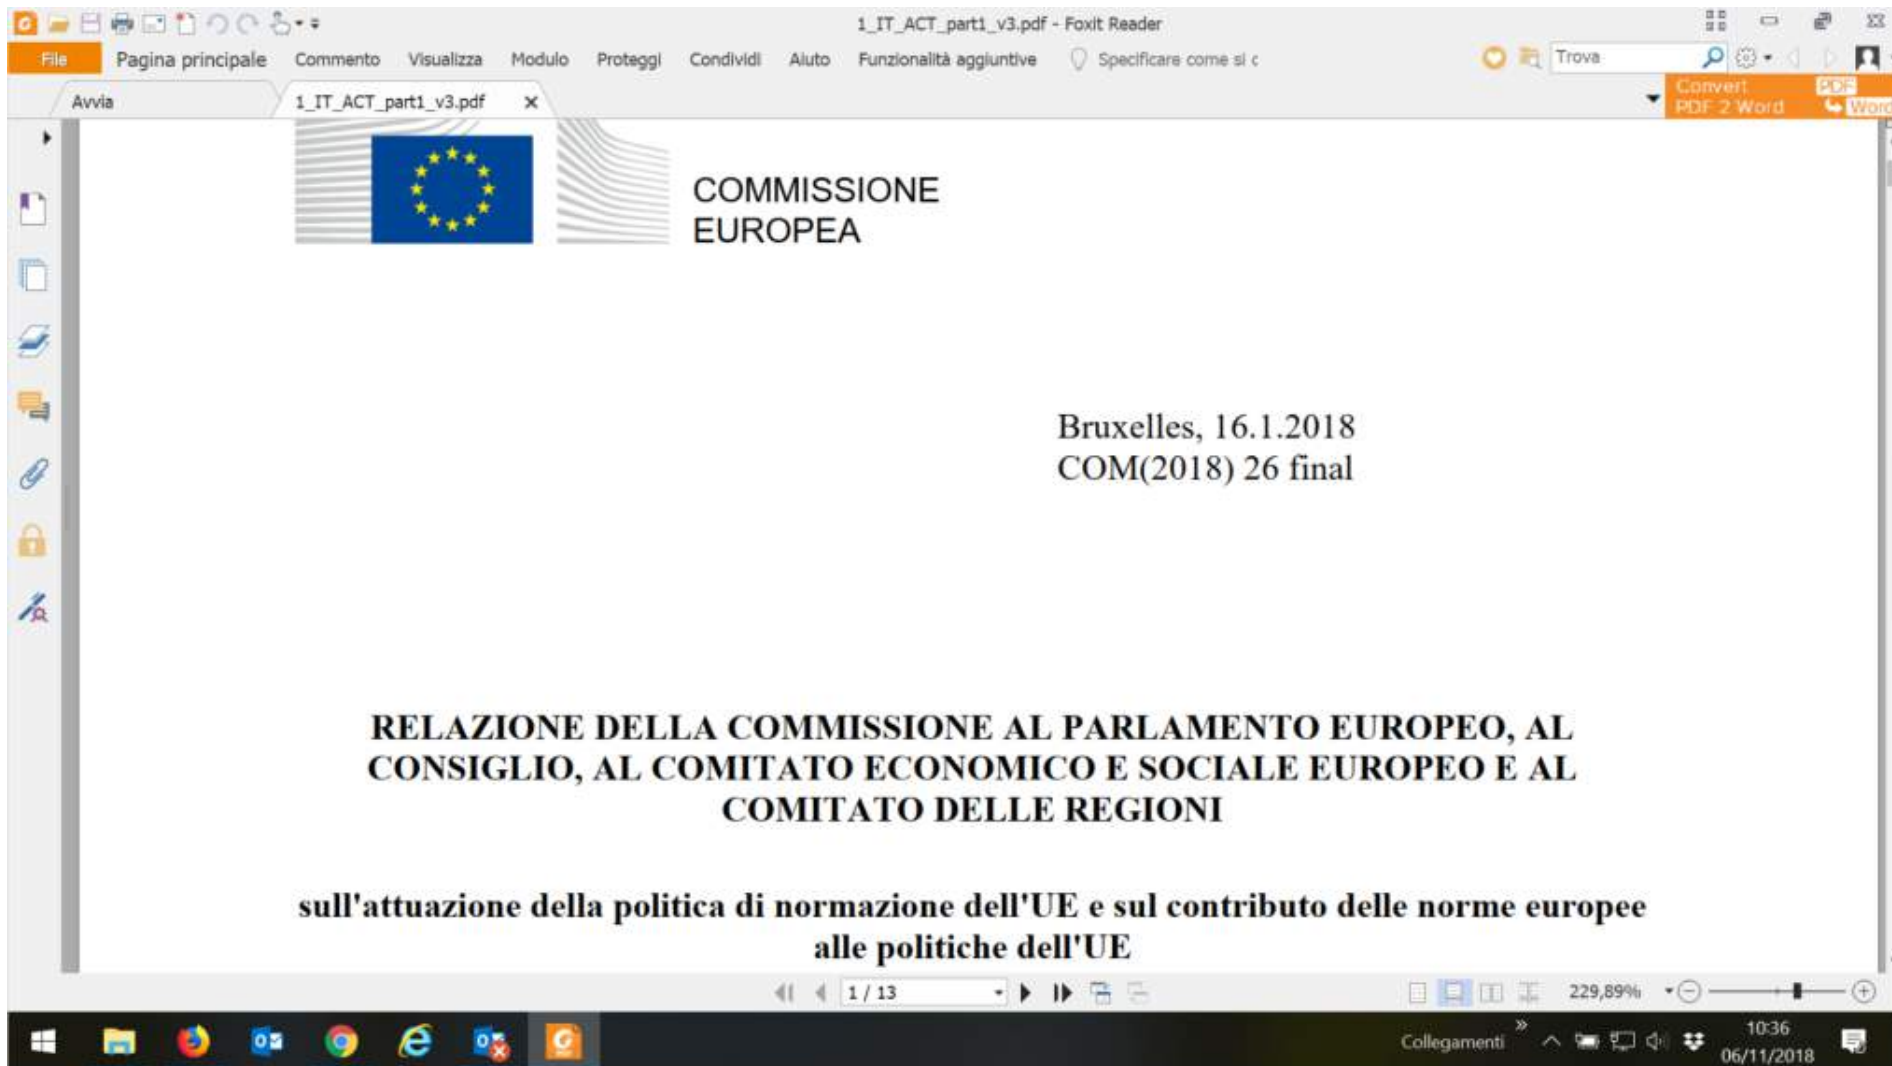 1_IT_ACT_part1_v3.pdf - Foxit Reader
File Pagina principale Commento Visualizza Modulo Proteggi Condividi Aiuto Funzionalità aggiuntive Specificare come si c Trova
Avvia 1_IT_ACT_part1_v3.pdf
Convert PDF
PDF 2 Word Word
COMMISSIONE
EUROPEA
Bruxelles, 16.1.2018
COM(2018) 26 final
RELAZIONE DELLA COMMISSIONE AL PARLAMENTO EUROPEO, AL
CONSIGLIO, AL COMITATO ECONOMICO E SOCIALE EUROPEO E AL
COMITATO DELLE REGIONI
sull'attuazione della politica di normazione dell'UE e sul contributo delle norme europee
alle politiche dell'UE
1 / 13 229,89%
Collegamenti 10:36
06/11/2018